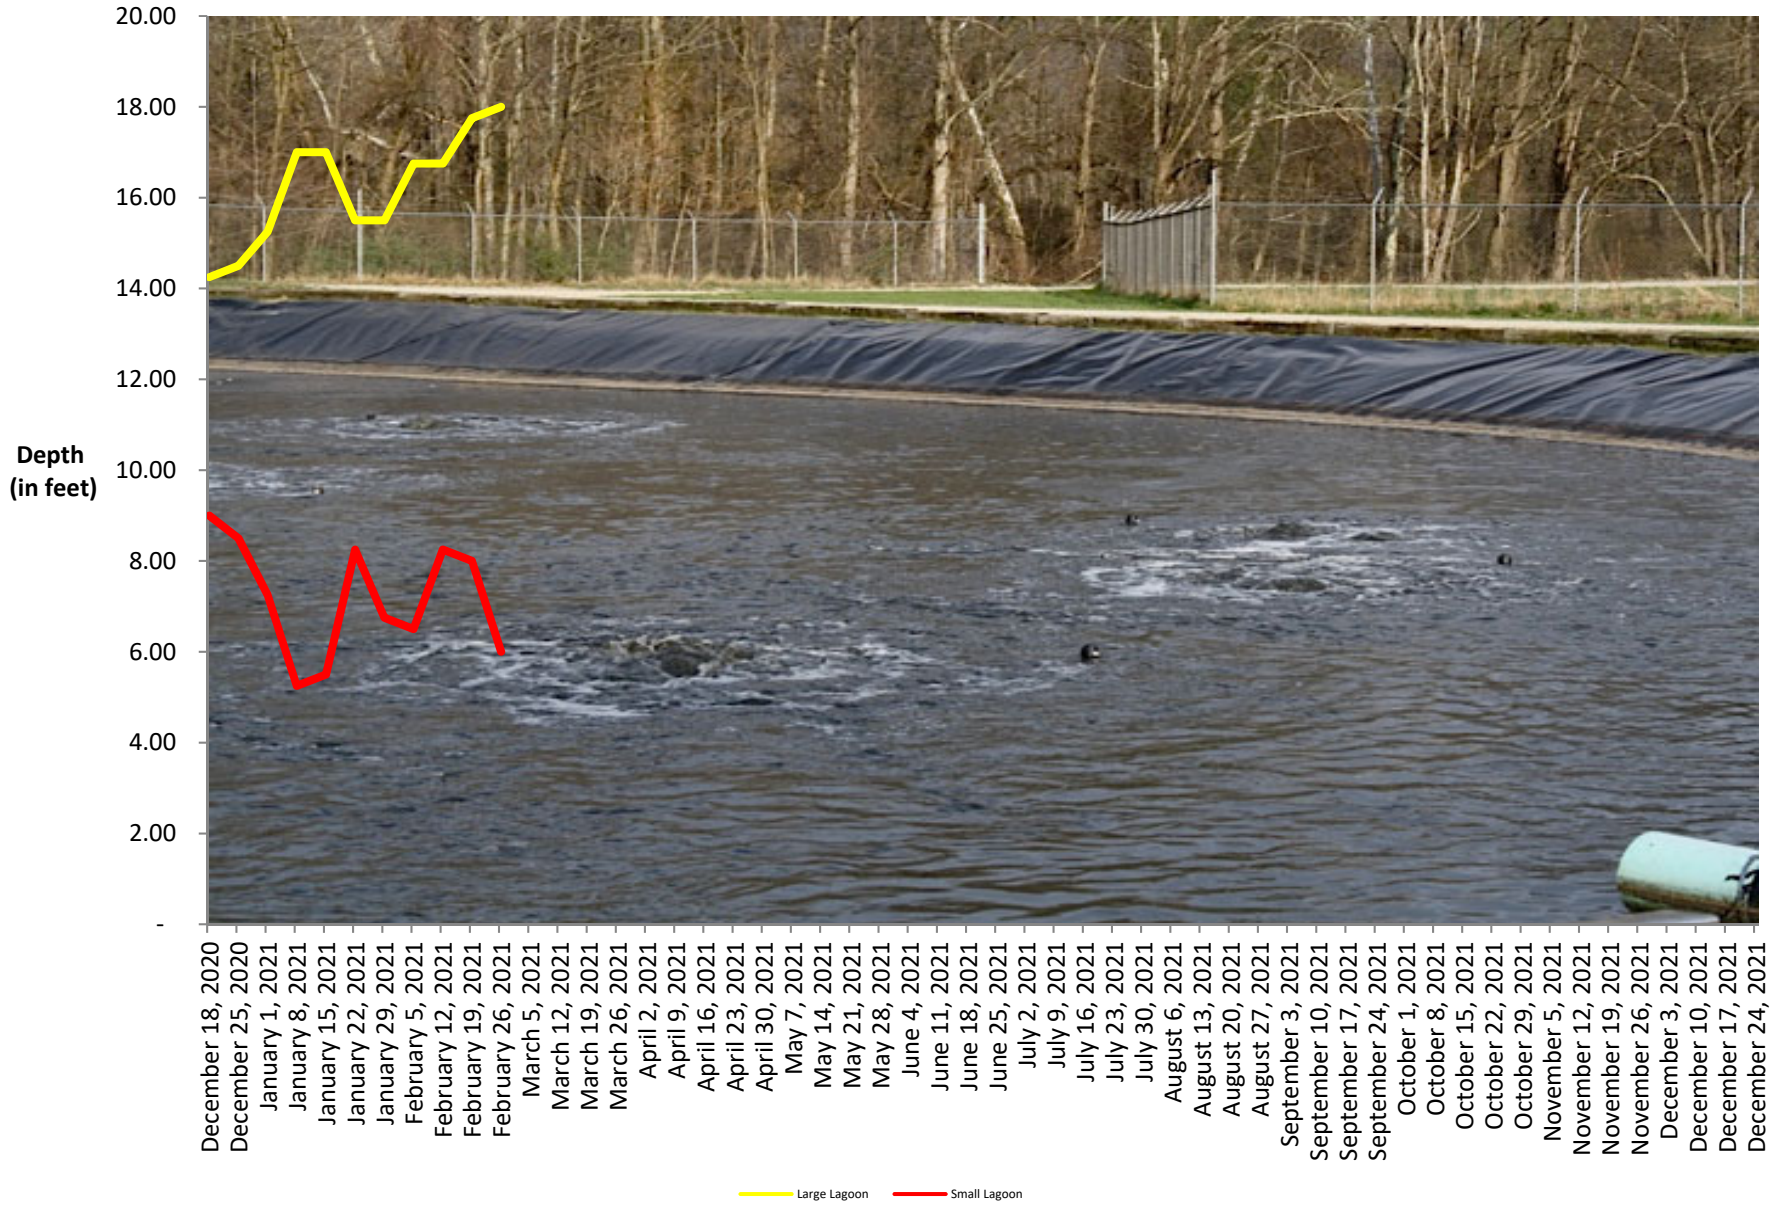 20.00
18.00
16.00
14.00
12.00
10.00
8.00
6.00
4.00
2.00
-
Depth
(in feet)
December 18, 2020
December 25, 2020
January 1, 2021
January 8, 2021
January 15, 2021
January 22, 2021
January 29, 2021
February 5, 2021
February 12, 2021
February 19, 2021
February 26, 2021
March 5, 2021
March 12, 2021
March 19, 2021
March 26, 2021
April 2, 2021
April 9, 2021
April 16, 2021
April 23, 2021
April 30, 2021
May 7, 2021
May 14, 2021
May 21, 2021
May 28, 2021
June 4, 2021
June 11, 2021
June 18, 2021
June 25, 2021
July 2, 2021
July 9, 2021
July 16, 2021
July 23, 2021
July 30, 2021
August 6, 2021
August 13, 2021
August 20, 2021
August 27, 2021
September 3, 2021
September 10, 2021
September 17, 2021
September 24, 2021
October 1, 2021
October 8, 2021
October 15, 2021
October 22, 2021
October 29, 2021
November 5, 2021
November 12, 2021
November 19, 2021
November 26, 2021
December 3, 2021
December 10, 2021
December 17, 2021
December 24, 2021
Large Lagoon
Small Lagoon